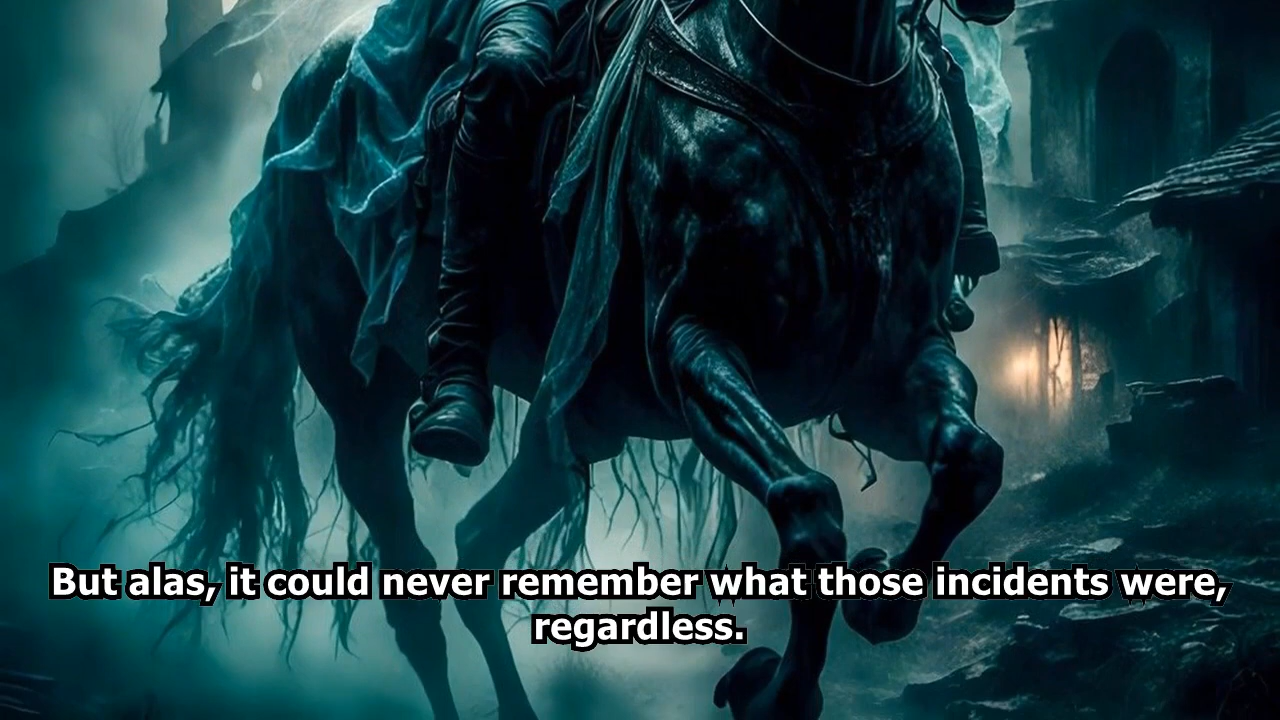 But alas, it could never remember what those incidents were,
regardless.